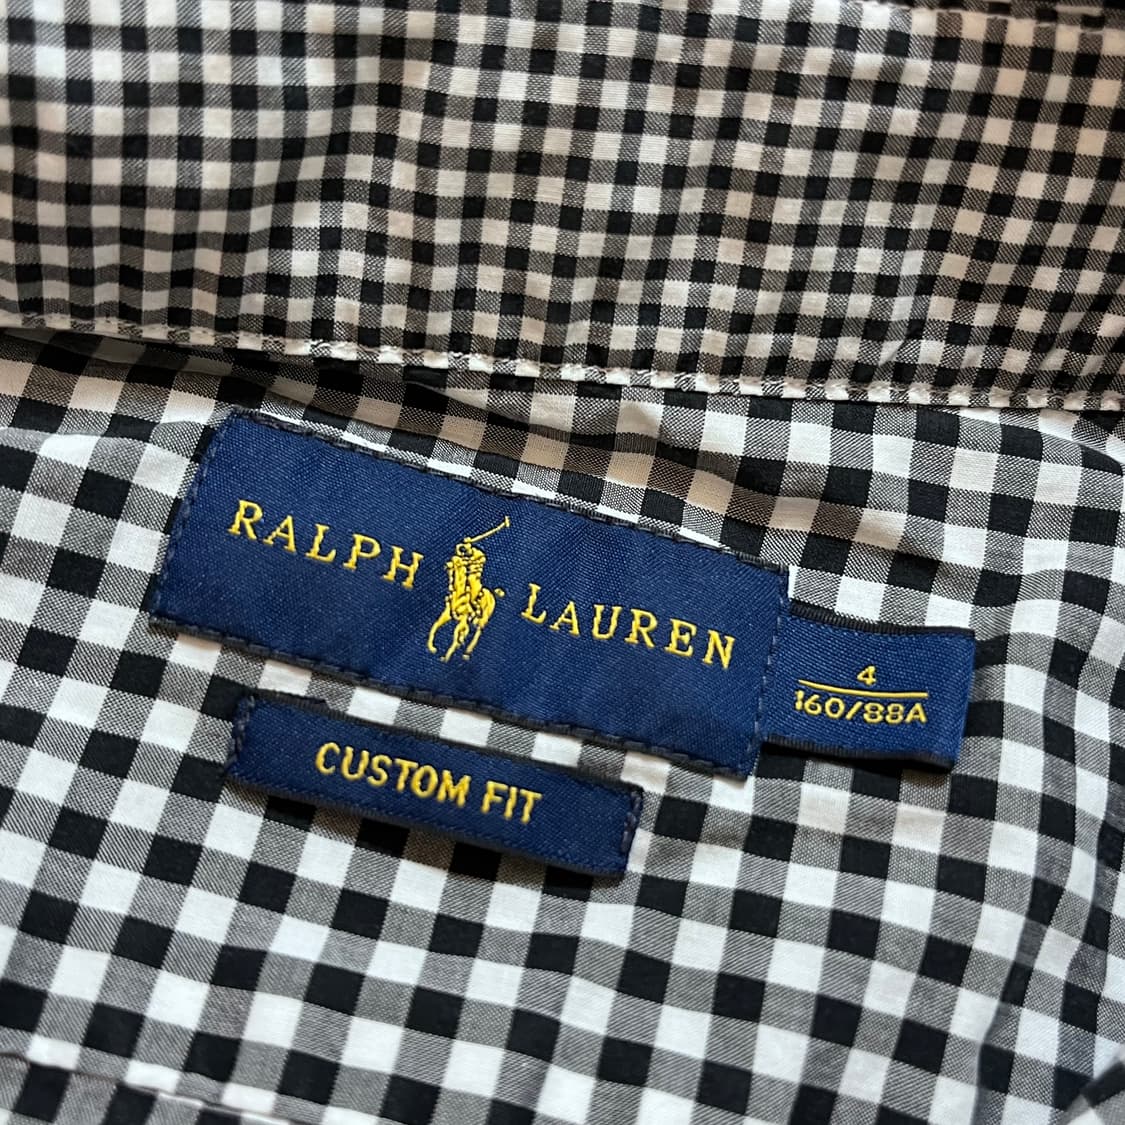 RALPH LAUREN
4
160/88A
CUSTOM FIT